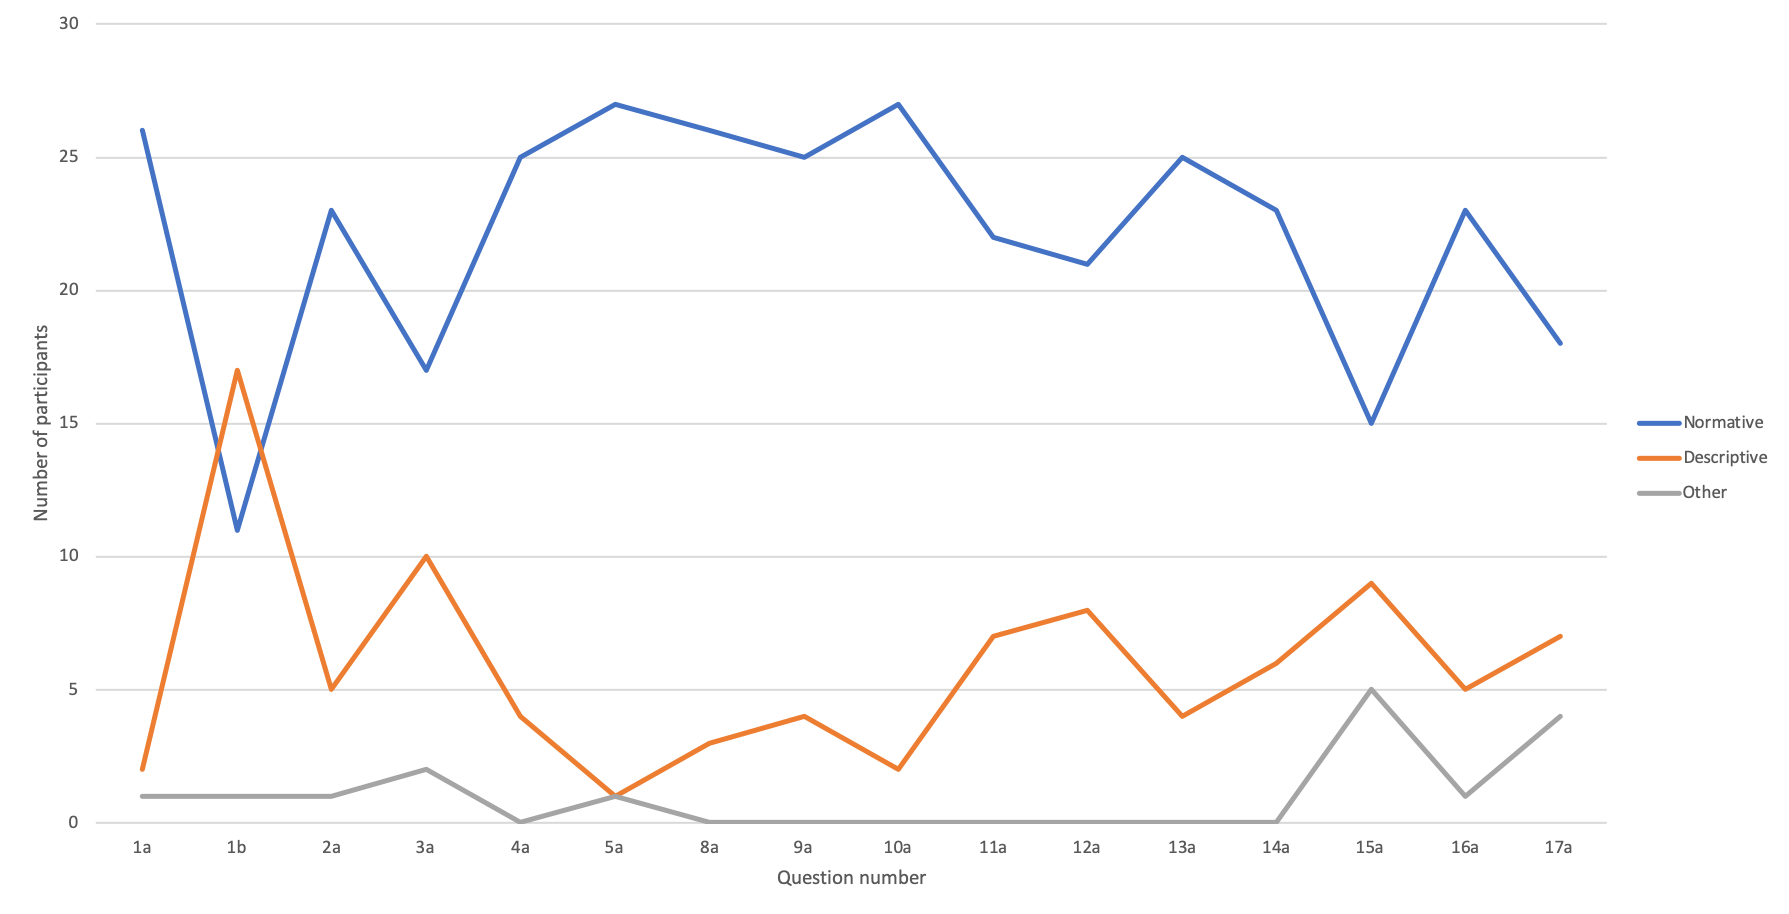 30
25
20
15
10
5
0
Number of participants
1a 1b 2a 3a 4a 5a 8a 9a 10a 11a 12a 13a 14a 15a 16a 17a
Question number
Normative
Descriptive
Other